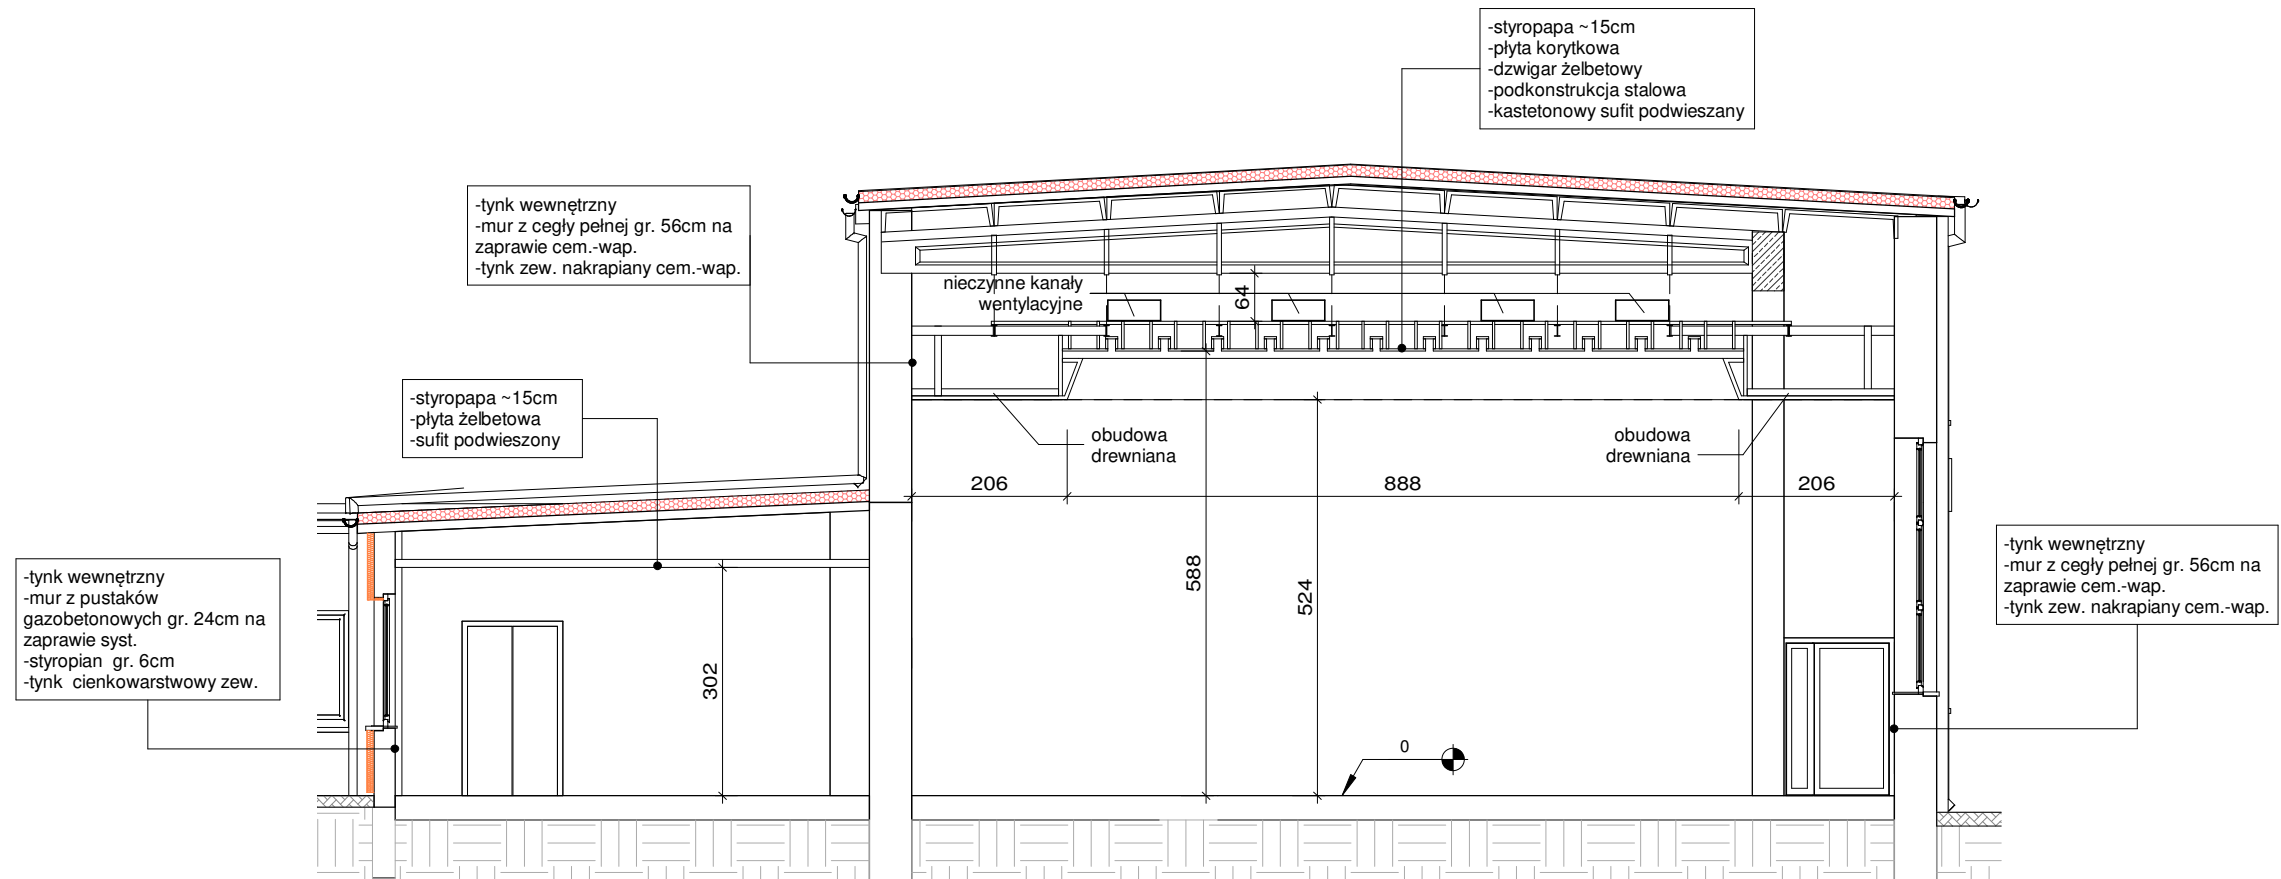 -styropapa ~15cm
-płyta korytkowa
-dzwigar żelbetowy
-podkonstrukcja stalowa
-kastetonowy sufit podwieszany
-tynk wewnętrzny
-mur z cegły pełnej gr. 56cm na
zaprawie cem.-wap.
-tynk zew. nakrapiany cem.-wap.
nieczynne kanały
wentylacyjne
64
-styropapa ~15cm
-płyta żelbetowa
-sufit podwieszony
obudowa
drewniana
obudowa
drewniana
206
888
206
-tynk wewnętrzny
-mur z pustaków
gazobetonowych gr. 24cm na
zaprawie syst.
-styropian  gr. 6cm
-tynk  cienkowarstwowy zew.
302
588
524
0
-tynk wewnętrzny
-mur z cegły pełnej gr. 56cm na
zaprawie cem.-wap.
-tynk zew. nakrapiany cem.-wap.